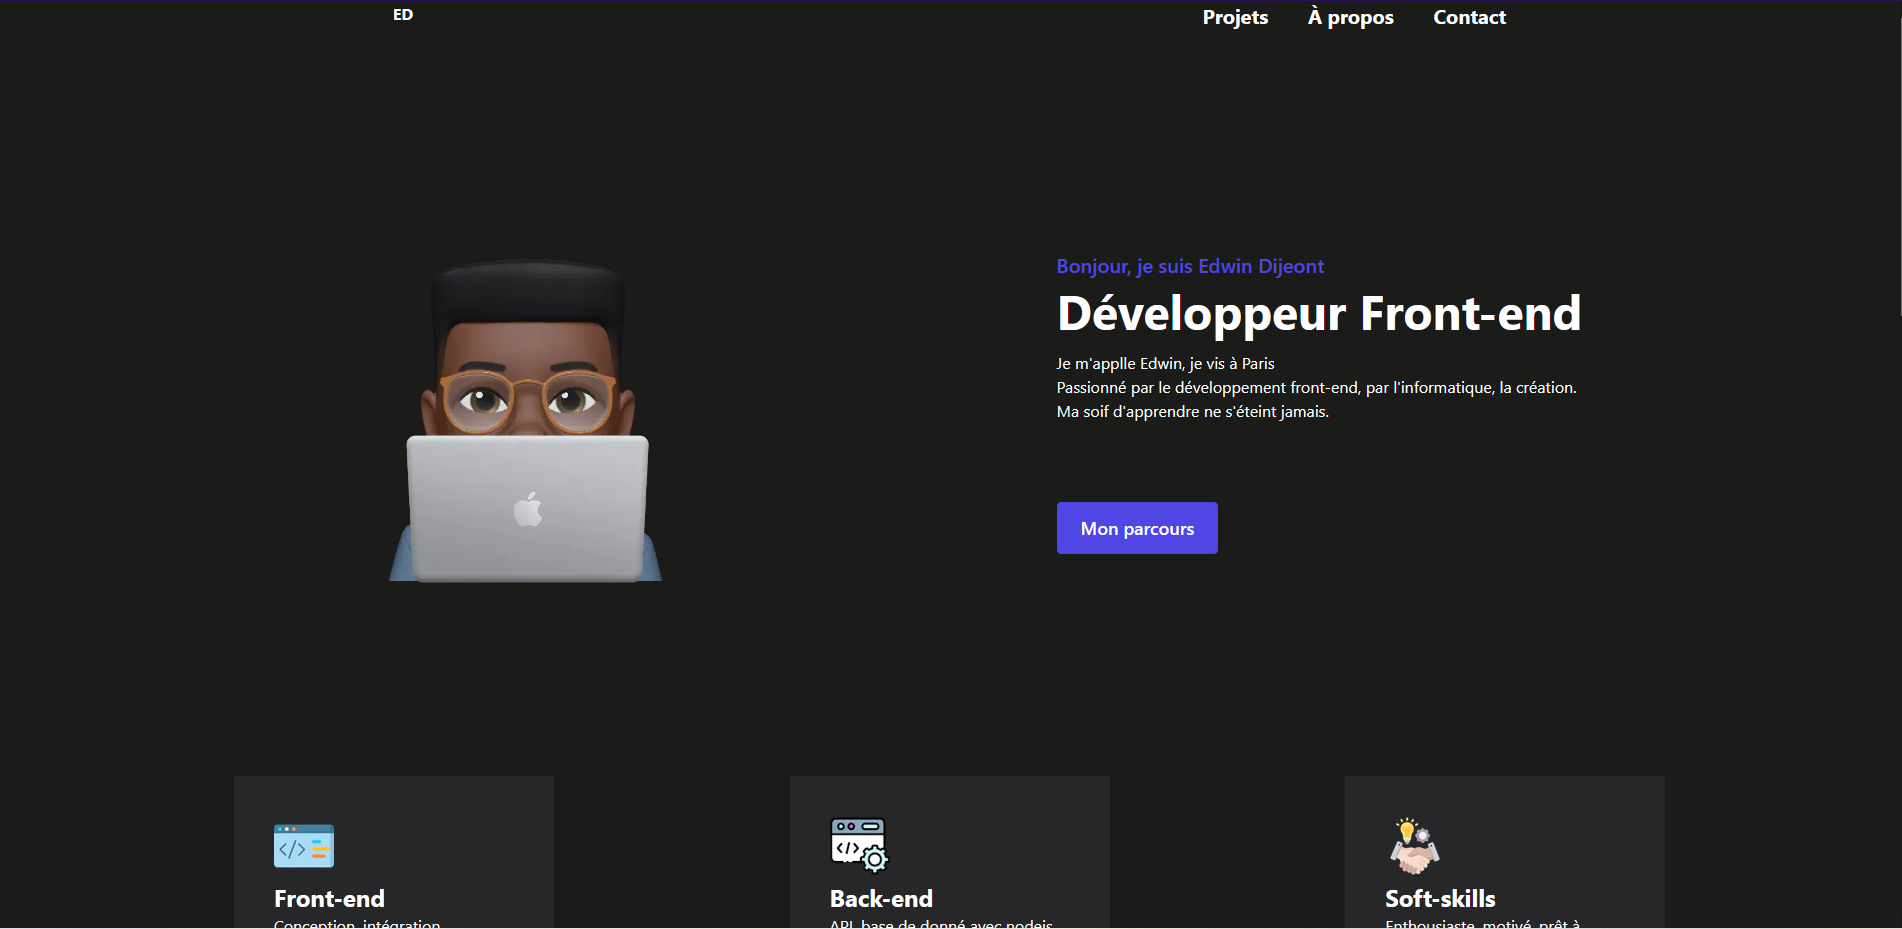 ED
Projets
À propos
Contact
Bonjour, je suis Edwin Dijeont
Développeur Front-end
Je m'applle Edwin, je vis à Paris
Passionné par le développement front-end, par l'informatique, la création.
Ma soif d'apprendre ne s'éteint jamais.
Mon parcours
</>
Front-end
Conception, intégration
</>
Back-end
API, base de donné avec nodejs
Soft-skills
Enthousiaste, motivé, prêt à